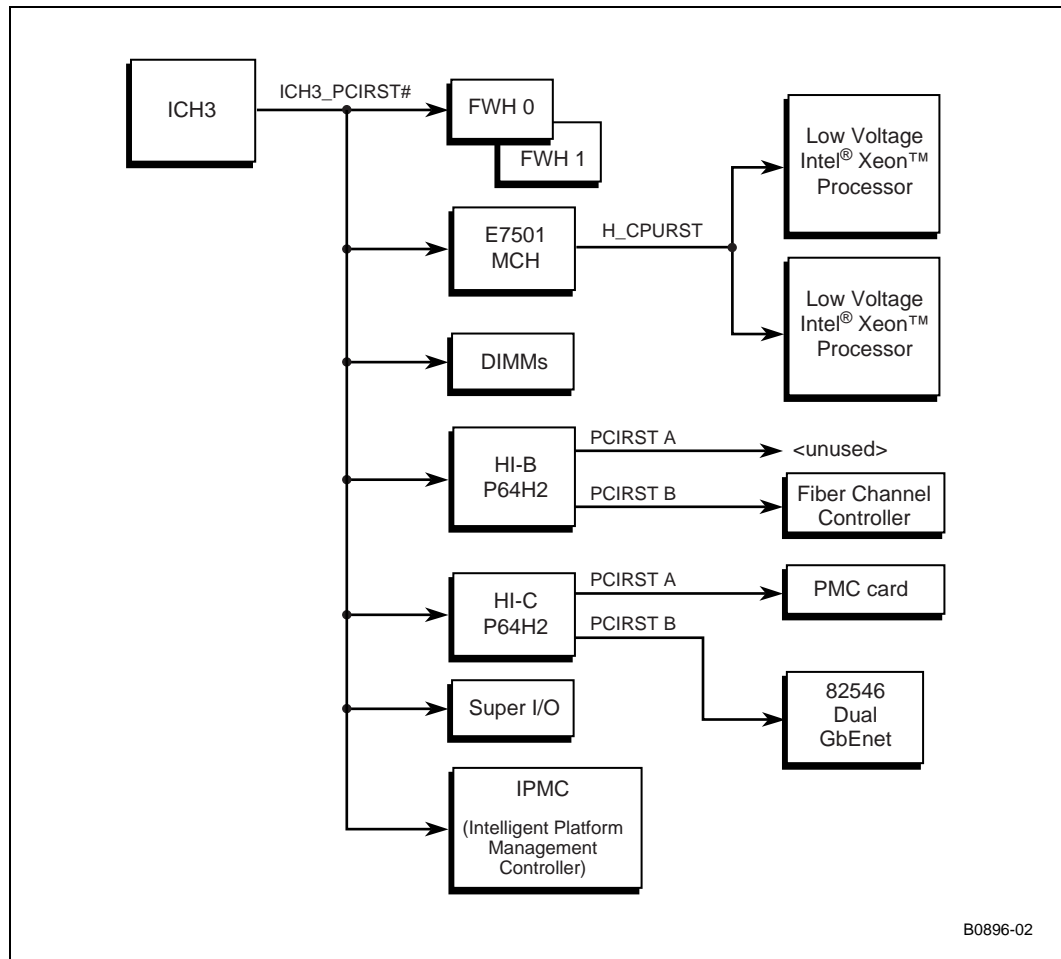 ICH3
ICH3_PCIRST#
FWH 0
FWH 1
Low Voltage
Intel® Xeon™
Processor
E7501
MCH
H_CPURST
Low Voltage
Intel® Xeon™
Processor
DIMMs
HI-B
P64H2
PCIRST A
<unused>
PCIRST B
Fiber Channel
Controller
HI-C
P64H2
PCIRST A
PMC card
PCIRST B
82546
Dual
GbEnet
Super I/O
IPMC
(Intelligent Platform
Management
Controller)
B0896-02